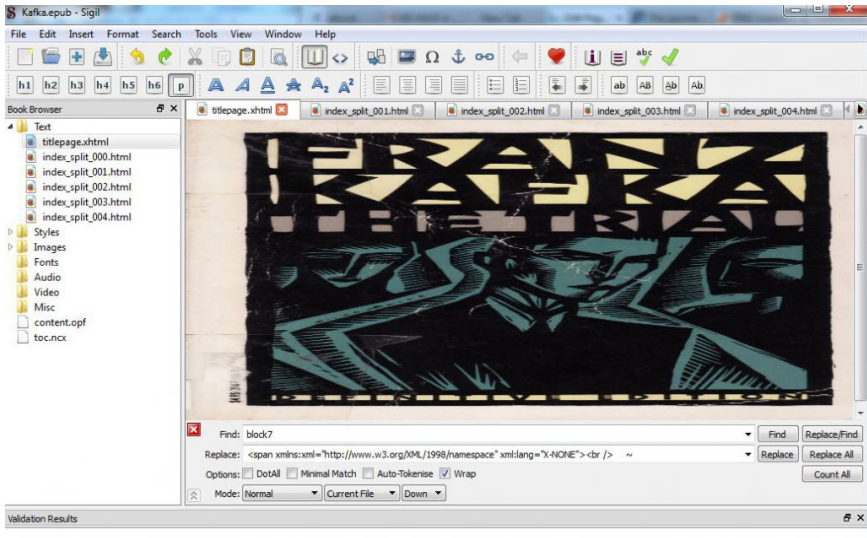 Kafka.epub - Sigil
File Edit Insert Format Search Tools View Window Help
abc
h1 h2 h3 h4 h5 h6 p A A A A A₂ A² ab AB Ab Ab
Book Browser
titlepage.xhtml index_split_001.html index_split_002.html index_split_003.html index_split_004.html
Text
titlepage.xhtml
index_split_000.html
index_split_001.html
index_split_002.html
index_split_003.html
index_split_004.html
Styles
Images
Fonts
Audio
Video
Misc
content.opf
toc.ncx
FRANZ
KAFKA
THE TRIAL
DEFINITIVE EDITION
Find: block7 Find Replace/Find
Replace: <span xmlns:xml="http://www.w3.org/XML/1998/namespace" xml:lang="X-NONE"><br /> ~ Replace Replace All
Options: DotAll Minimal Match Auto-Tokenise Wrap Count All
Mode: Normal Current File Down
Validation Results